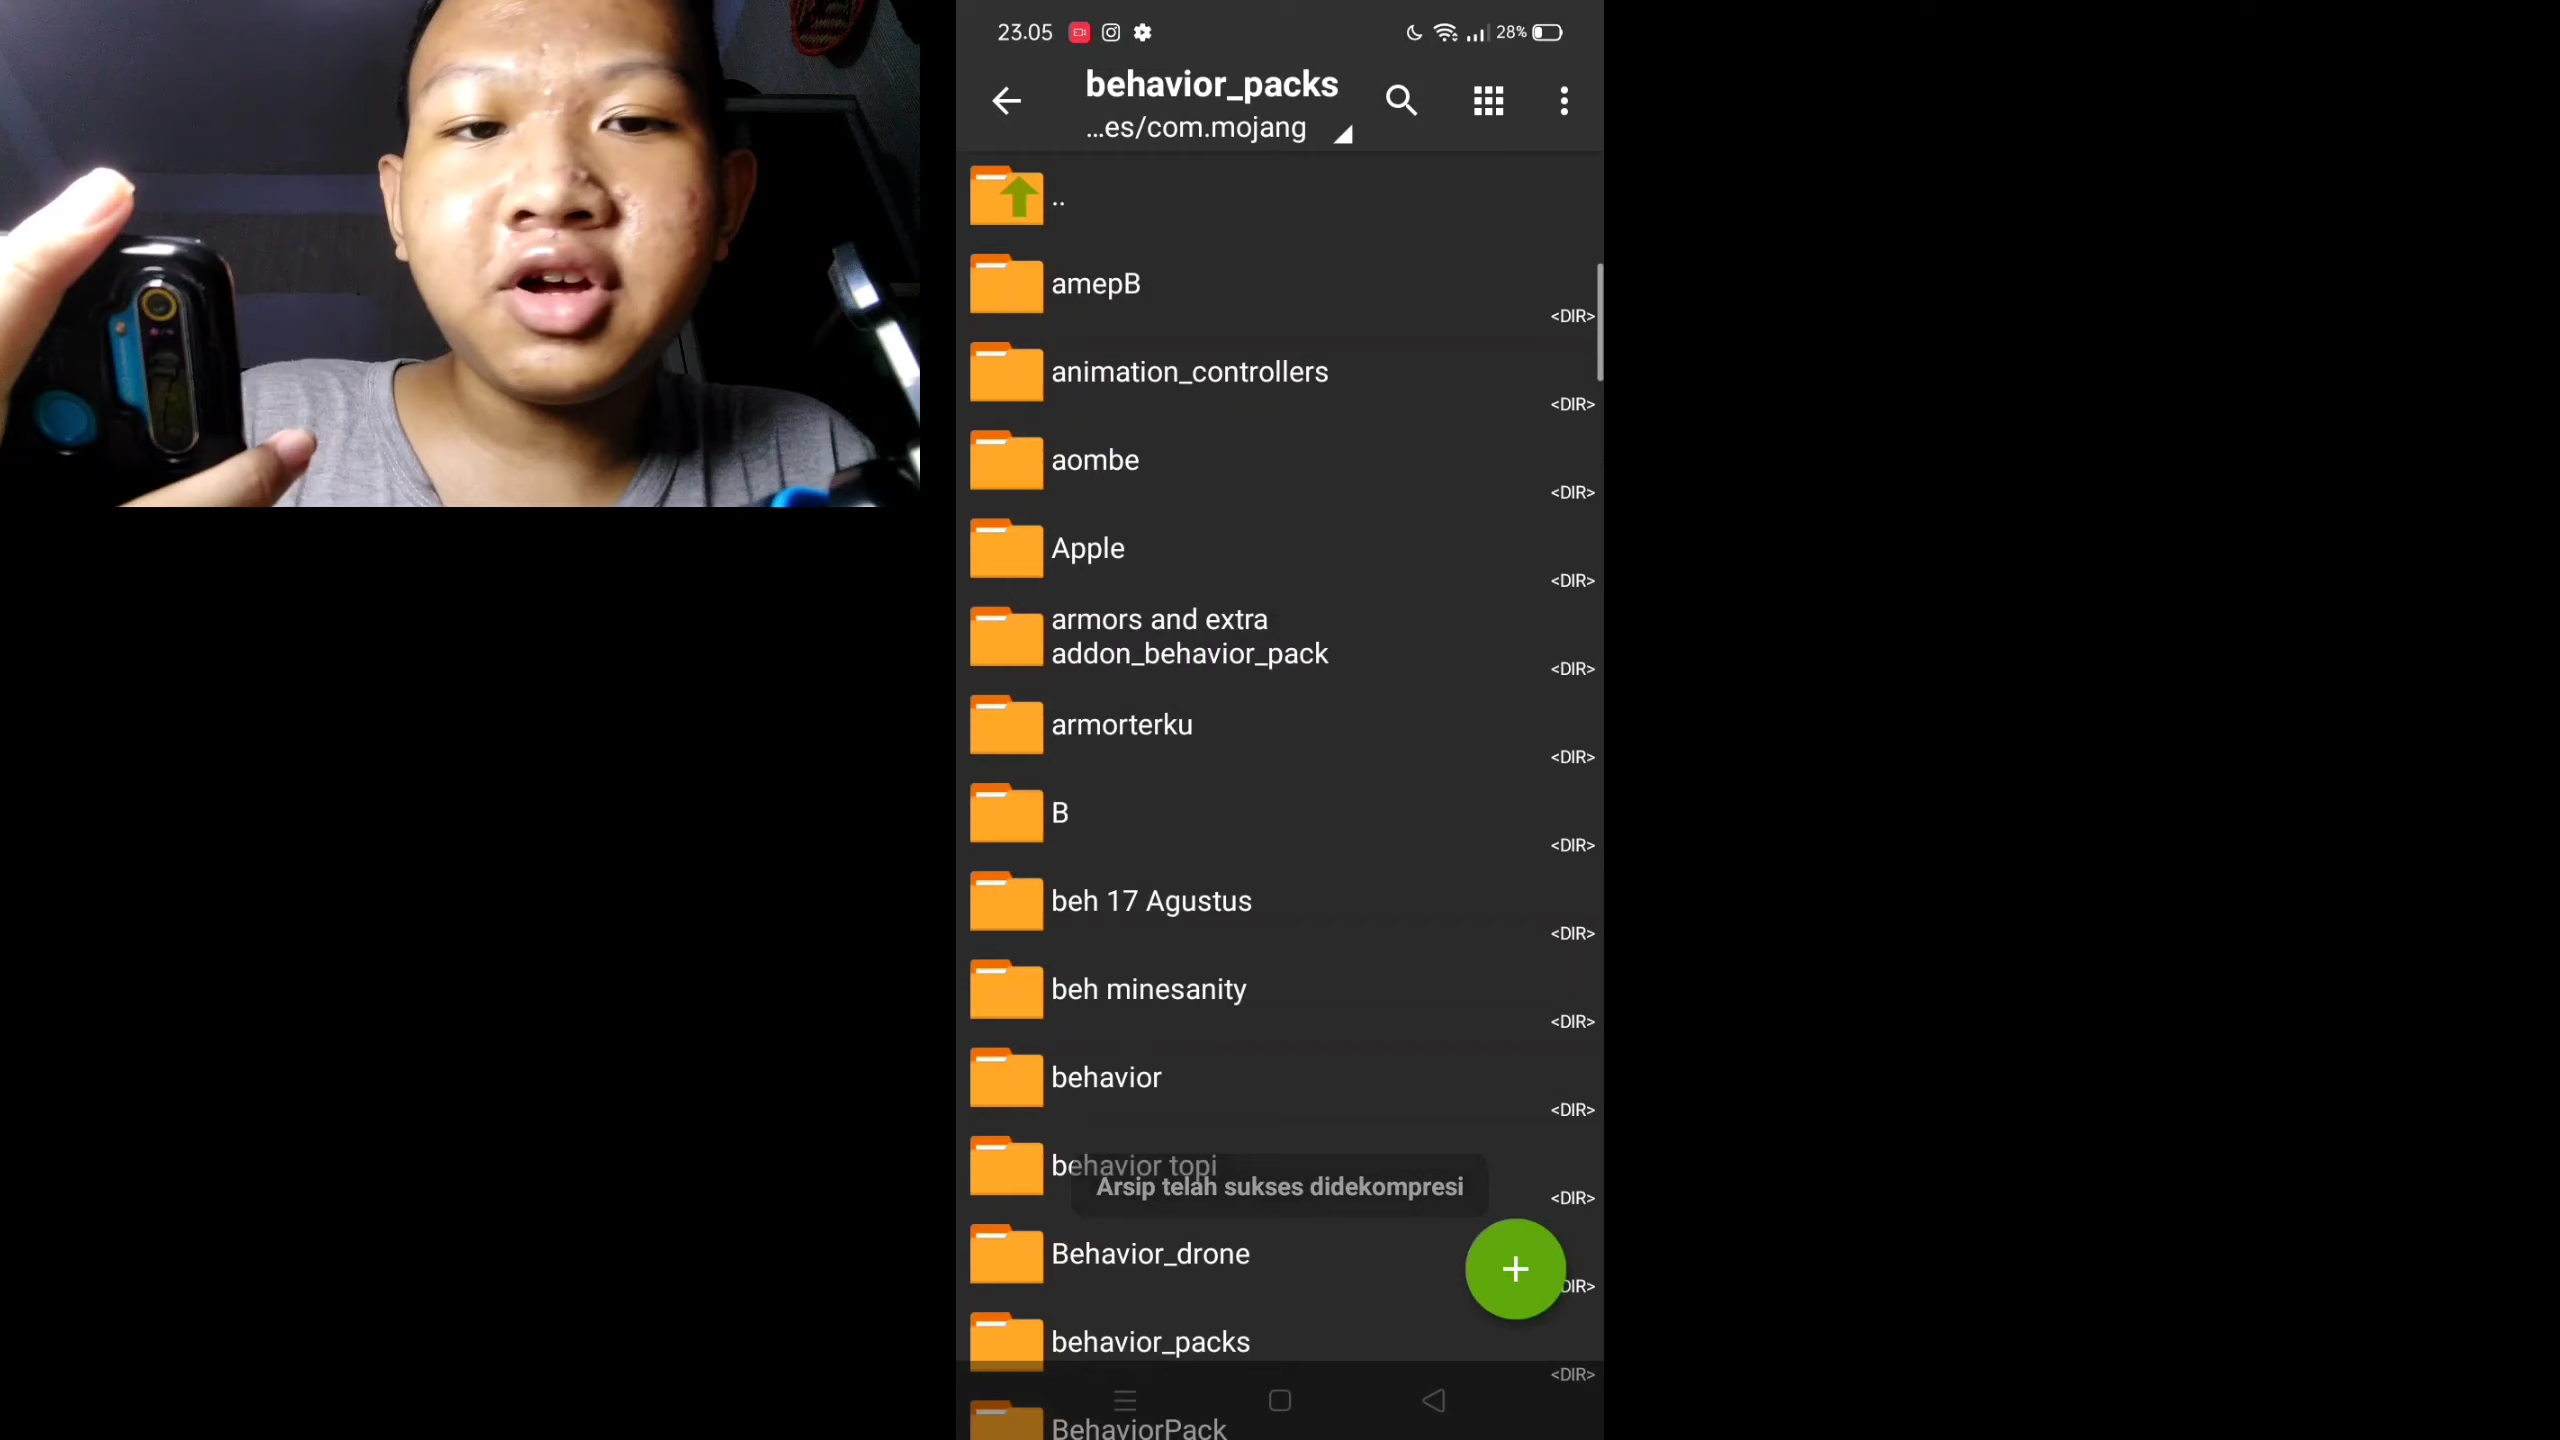 23.05
28%
behavior_packs
...es/com.mojang
..
amepB
<DIR>
animation_controllers
<DIR>
aombe
<DIR>
Apple
<DIR>
armors and extra
addon_behavior_pack
<DIR>
armorterku
<DIR>
B
<DIR>
beh 17 Agustus
<DIR>
beh minesanity
<DIR>
behavior
<DIR>
behavior topi
Arsip telah sukses didekompresi
<DIR>
Behavior_drone
DIR>
behavior_packs
<DIR>
BehaviorPack